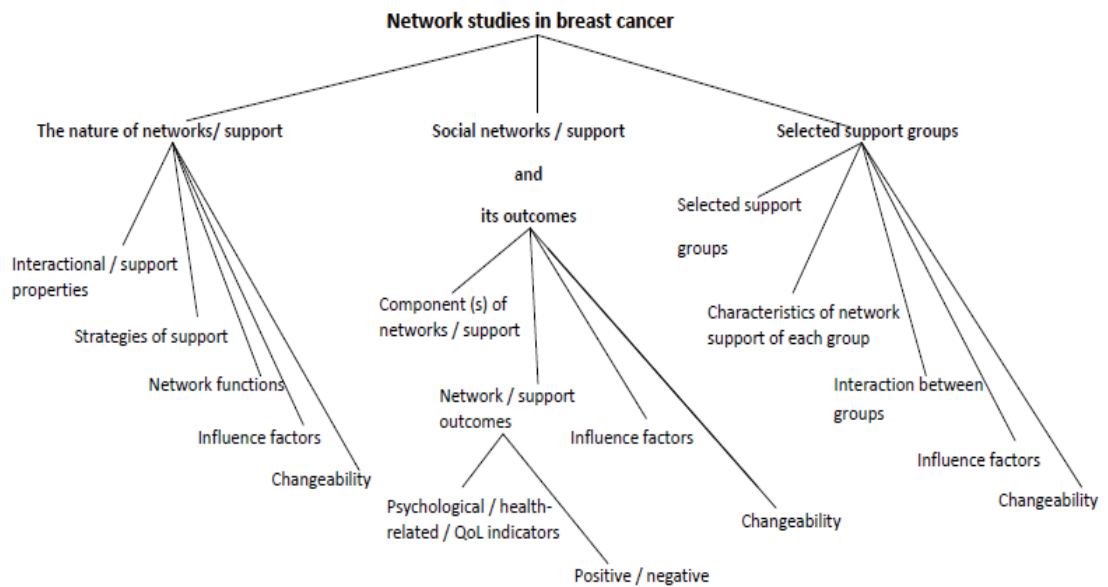 Network studies in breast cancer
The nature of networks/ support
Social networks / support
and
its outcomes
Selected support groups
Interactional / support
properties
Strategies of support
Network functions
Influence factors
Changeability
Component (s) of
networks / support
Network / support
outcomes
Psychological / health-
related / QoL indicators
Positive / negative
Influence factors
Changeability
Selected support
groups
Characteristics of network
support of each group
Interaction between
groups
Influence factors
Changeability